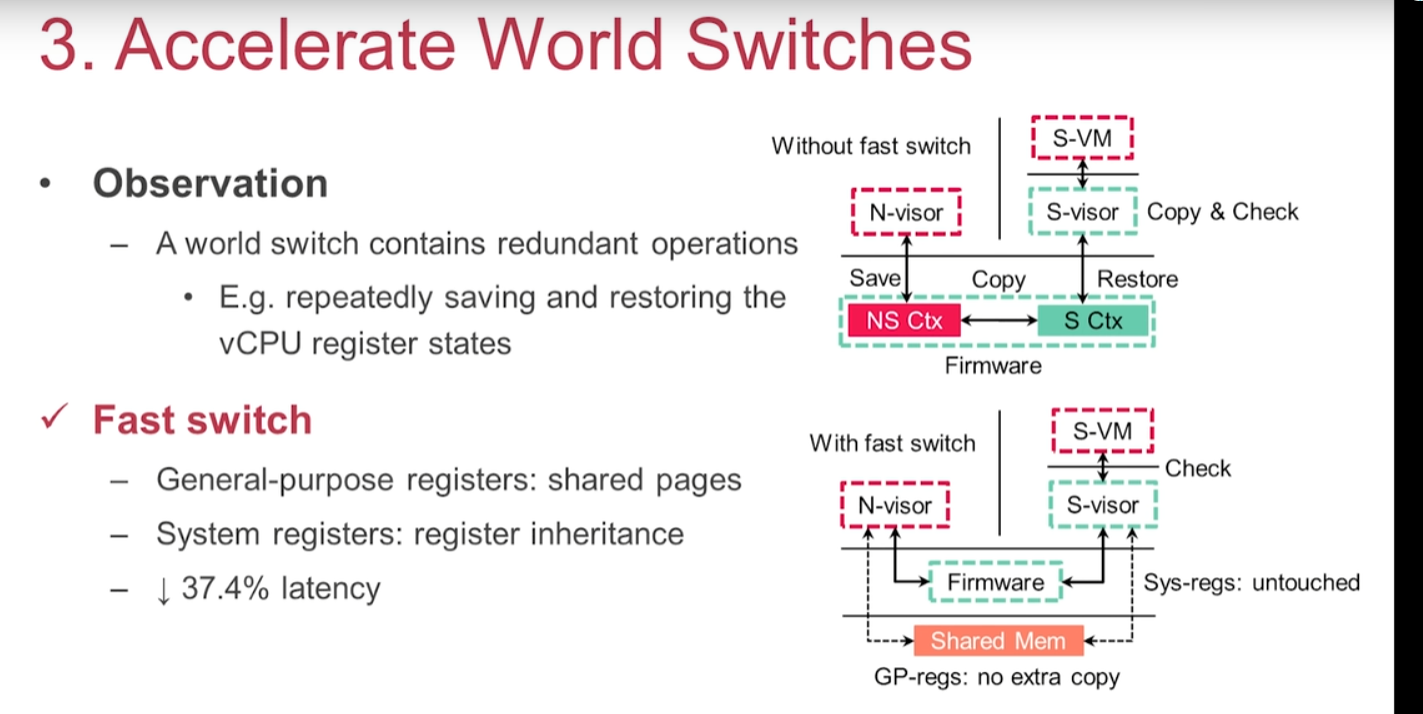 3. Accelerate World Switches
• Observation
– A world switch contains redundant operations
• E.g. repeatedly saving and restoring the
vCPU register states
✓ Fast switch
– General-purpose registers: shared pages
– System registers: register inheritance
– ↓ 37.4% latency
Without fast switch
S-VM
N-visor
S-visor
Copy & Check
Save
Copy
Restore
NS Ctx
S Ctx
Firmware
With fast switch
S-VM
Check
N-visor
S-visor
Firmware
Sys-regs: untouched
Shared Mem
GP-regs: no extra copy